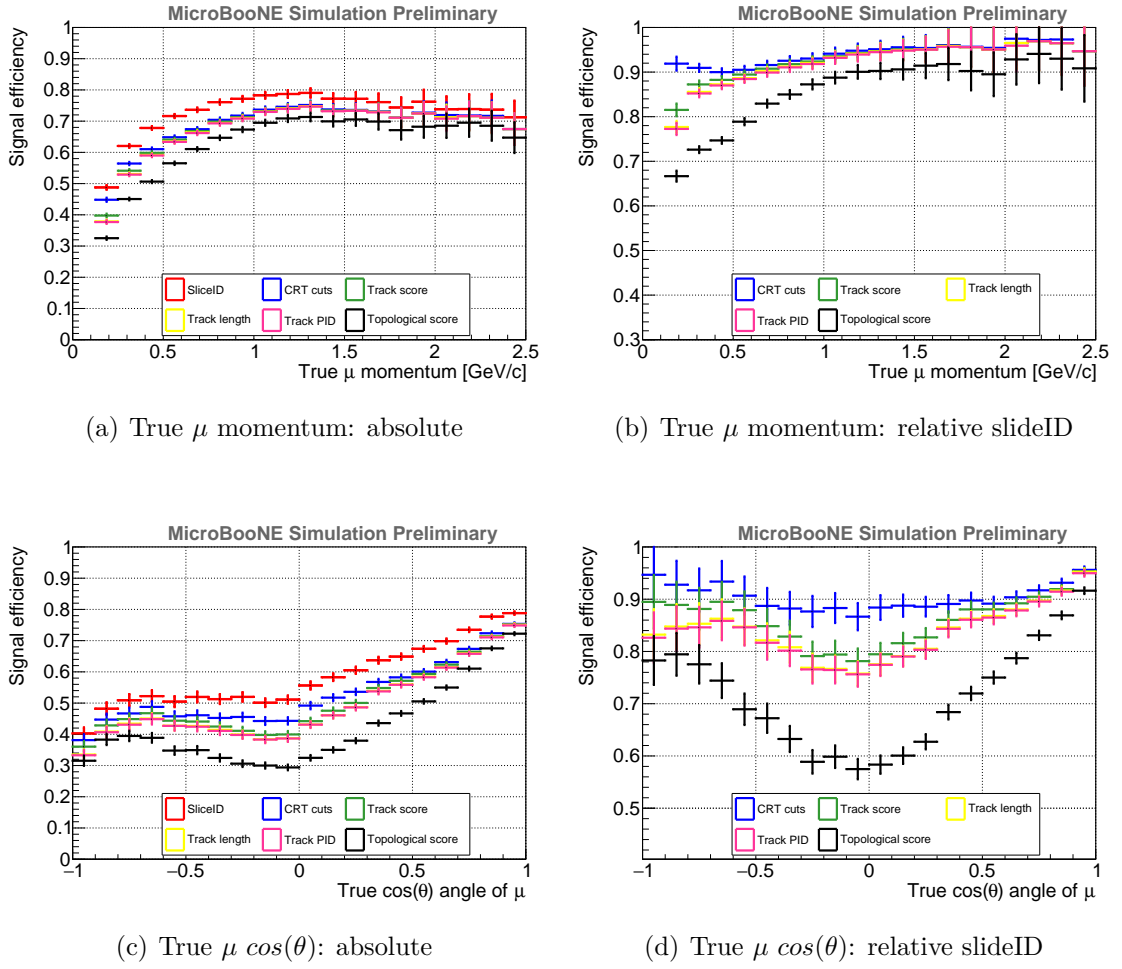 MicroBooNE Simulation Preliminary
Signal efficiency
1
0.9
0.8
0.7
0.6
0.5
0.4
0.3
0.2
0.1
0
SliceID
CRT cuts
Track score
Track length
Track PID
Topological score
0 0.5 1 1.5 2 2.5
True μ momentum [GeV/c]
(a) True μ momentum: absolute
MicroBooNE Simulation Preliminary
Signal efficiency
1
0.9
0.8
0.7
0.6
0.5
0.4
0.3
CRT cuts
Track score
Track length
Track PID
Topological score
0 0.5 1 1.5 2 2.5
True μ momentum [GeV/c]
(b) True μ momentum: relative slideID
MicroBooNE Simulation Preliminary
Signal efficiency
1
0.9
0.8
0.7
0.6
0.5
0.4
0.3
0.2
0.1
0
SliceID
CRT cuts
Track score
Track length
Track PID
Topological score
−1 −0.5 0 0.5 1
True cos(θ) angle of μ
(c) True μ cos(θ): absolute
MicroBooNE Simulation Preliminary
Signal efficiency
1
0.9
0.8
0.7
0.6
0.5
CRT cuts
Track score
Track length
Track PID
Topological score
−1 −0.5 0 0.5 1
True cos(θ) angle of μ
(d) True μ cos(θ): relative slideID